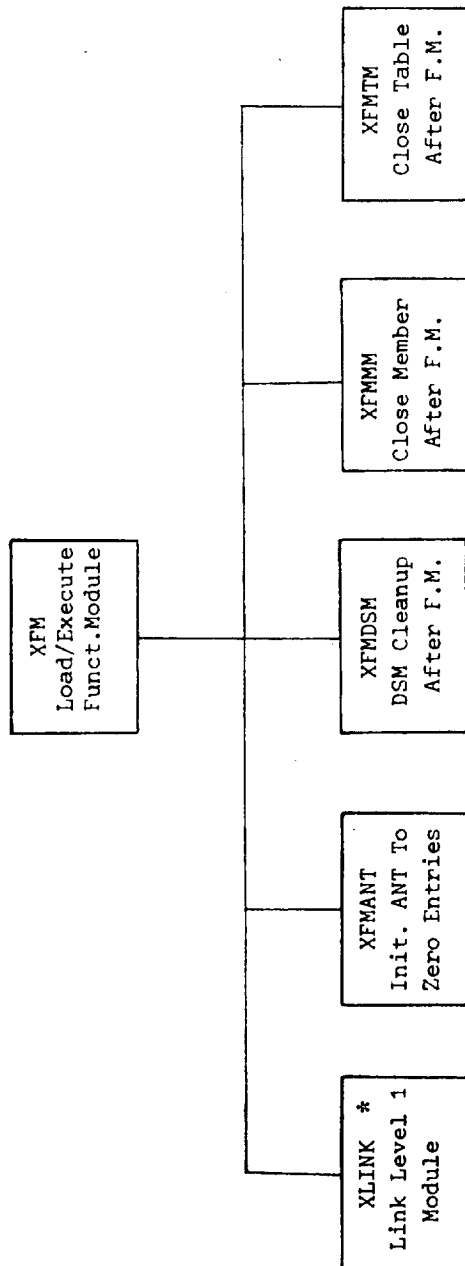 XFM
Load/Execute
Funct.Module
XLINK *
Link Level 1
Module
XFMANT
Init. ANT To
Zero Entries
XFMDSM
DSM Cleanup
After F.M.
XFMMM
Close Member
After F.M.
XFMTM
Close Table
After F.M.